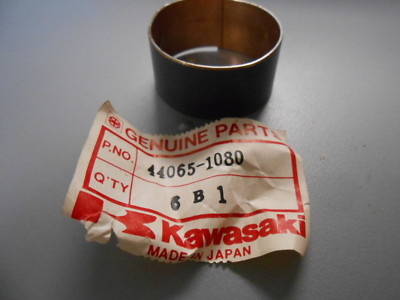 GENUINE PARTS
P.NO. 44065-1080
Q'TY 6 B 1
Kawasaki
MADE IN JAPAN